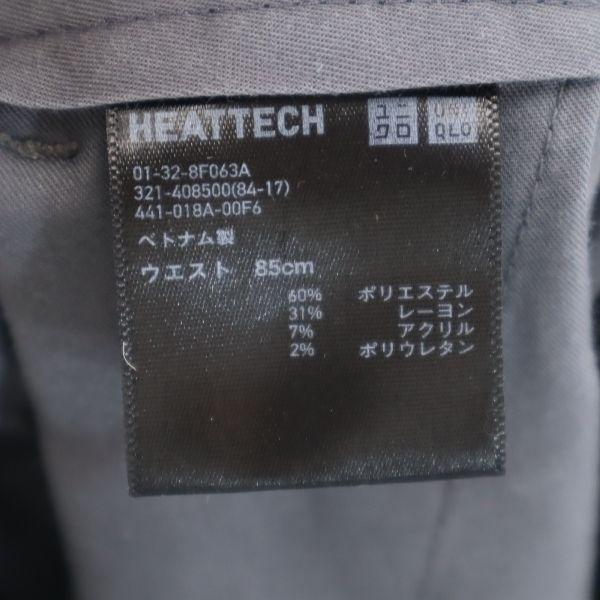 HEATTECH ユニクロ UNIQLO
01-32-8F063A
321-408500(84-17)
441-018A-00F6
ベトナム製
ウエスト 85cm
60% ポリエステル
31% レーヨン
7% アクリル
2% ポリウレタン